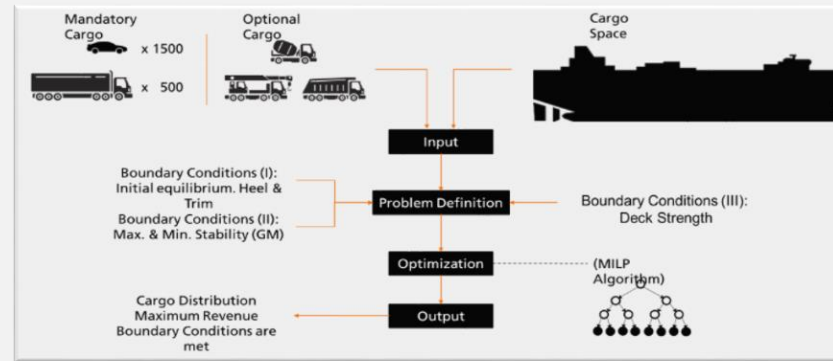 Mandatory
Cargo
x 1500
x 500
Optional
Cargo
Cargo
Space
Input
Boundary Conditions (I):
Initial equilibrium. Heel &
Trim
Boundary Conditions (II):
Max. & Min. Stability (GM)
Problem Definition
Boundary Conditions (III):
Deck Strength
Optimization
(MILP
Algorithm)
Output
Cargo Distribution
Maximum Revenue
Boundary Conditions are
met